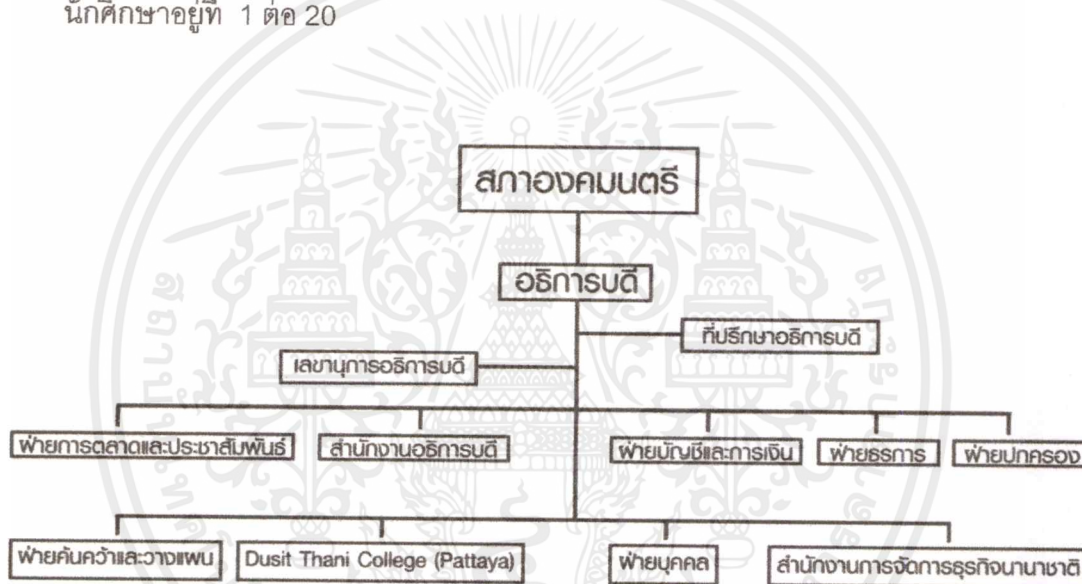 นักศึกษาอยู่ที่ 1 ต่อ 20
สภาองคมนตรี
อธิการบดี
ที่ปรึกษาอธิการบดี
เลขานุการอธิการบดี
ฝ่ายการตลาดและประชาสัมพันธ์ สำนักงานอธิการบดี ฝ่ายบัญชีและการเงิน ฝ่ายธุรการ ฝ่ายปกครอง
ฝ่ายค้นคว้าและวางแผน Dusit Thani College (Pattaya) ฝ่ายบุคคล สำนักงานการจัดการธุรกิจนานาชาติ